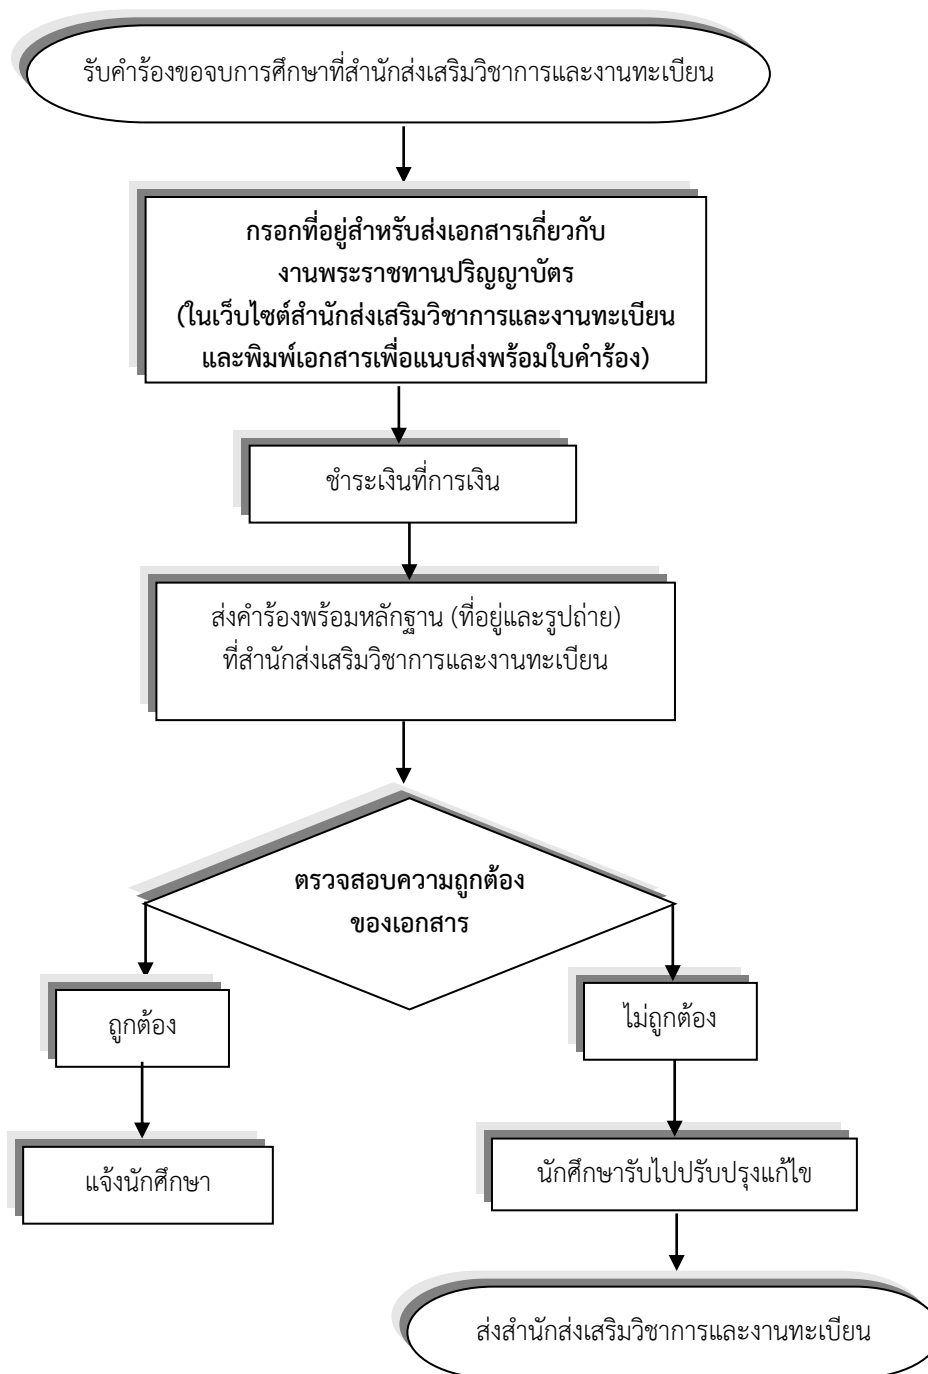 รับคำร้องขอจบการศึกษาที่สำนักส่งเสริมวิชาการและงานทะเบียน
กรอกที่อยู่สำหรับส่งเอกสารเกี่ยวกับ
งานพระราชทานปริญญาบัตร
(ในเว็บไซต์สำนักส่งเสริมวิชาการและงานทะเบียน
และพิมพ์เอกสารเพื่อแนบส่งพร้อมใบคำร้อง)
ชำระเงินที่การเงิน
ส่งคำร้องพร้อมหลักฐาน (ที่อยู่และรูปถ่าย)
ที่สำนักส่งเสริมวิชาการและงานทะเบียน
ตรวจสอบความถูกต้อง
ของเอกสาร
ถูกต้อง
ไม่ถูกต้อง
แจ้งนักศึกษา
นักศึกษารับไปปรับปรุงแก้ไข
ส่งสำนักส่งเสริมวิชาการและงานทะเบียน